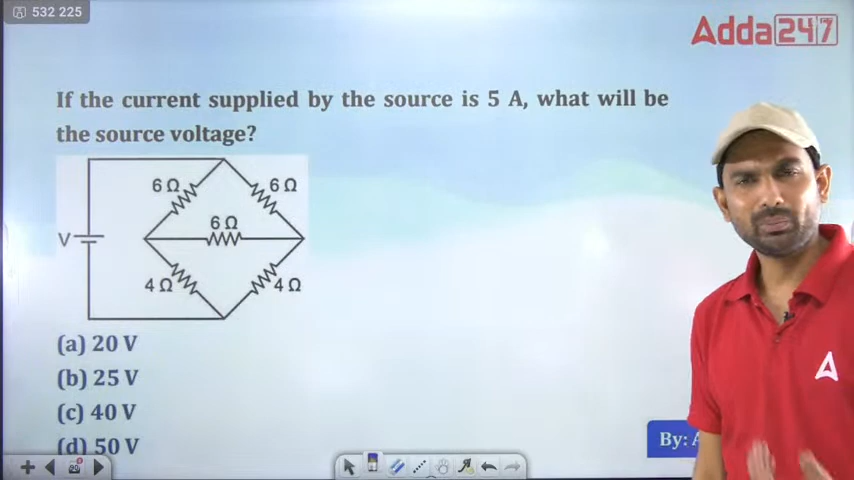 532 225
Adda247
If the current supplied by the source is 5 A, what will be
the source voltage?
6 Ω
6 Ω
6 Ω
V
4 Ω
4 Ω
(a) 20 V
(b) 25 V
(c) 40 V
(d) 50 V
By: